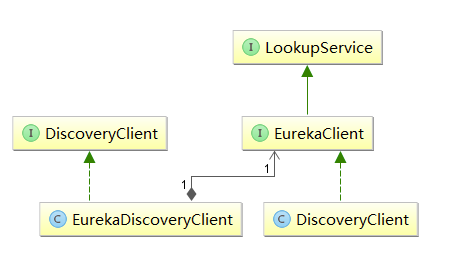 I LookupService
I DiscoveryClient
I EurekaClient
1
1
C EurekaDiscoveryClient
C DiscoveryClient